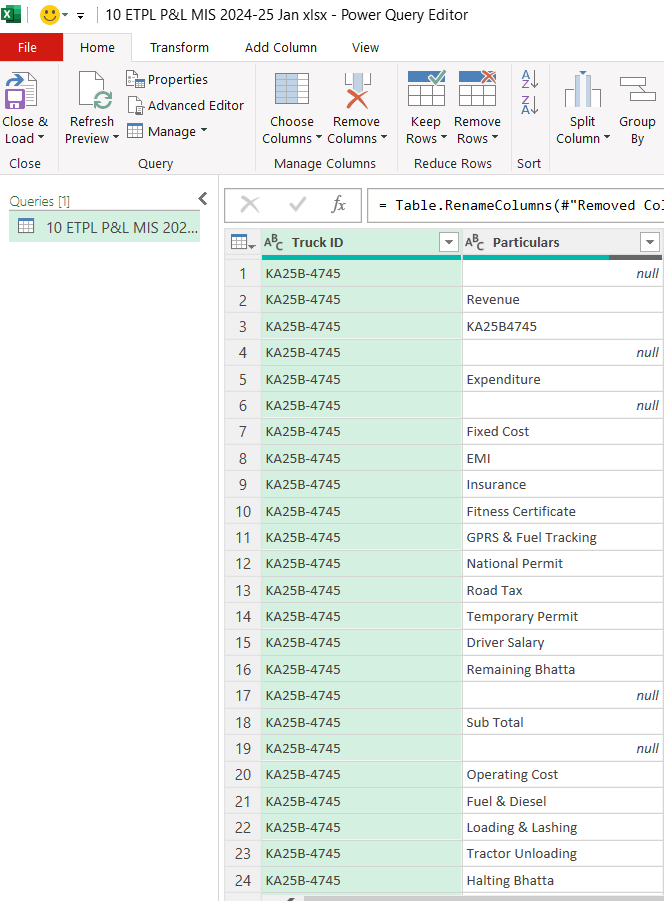 10 ETPL P&L MIS 2024-25 Jan xlsx - Power Query Editor
File Home Transform Add Column View
Close & Load
Refresh Preview
Properties
Advanced Editor
Manage
Choose Columns
Remove Columns
Keep Rows
Remove Rows
A Z
Z A
Split Column
Group By
Close Query Manage Columns Reduce Rows Sort
Queries [1]
10 ETPL P&L MIS 202...
fx
= Table.RenameColumns(#"Removed Col
ABC Truck ID ABC Particulars
1 KA25B-4745 null
2 KA25B-4745 Revenue
3 KA25B-4745 KA25B4745
4 KA25B-4745 null
5 KA25B-4745 Expenditure
6 KA25B-4745 null
7 KA25B-4745 Fixed Cost
8 KA25B-4745 EMI
9 KA25B-4745 Insurance
10 KA25B-4745 Fitness Certificate
11 KA25B-4745 GPRS & Fuel Tracking
12 KA25B-4745 National Permit
13 KA25B-4745 Road Tax
14 KA25B-4745 Temporary Permit
15 KA25B-4745 Driver Salary
16 KA25B-4745 Remaining Bhatta
17 KA25B-4745 null
18 KA25B-4745 Sub Total
19 KA25B-4745 null
20 KA25B-4745 Operating Cost
21 KA25B-4745 Fuel & Diesel
22 KA25B-4745 Loading & Lashing
23 KA25B-4745 Tractor Unloading
24 KA25B-4745 Halting Bhatta